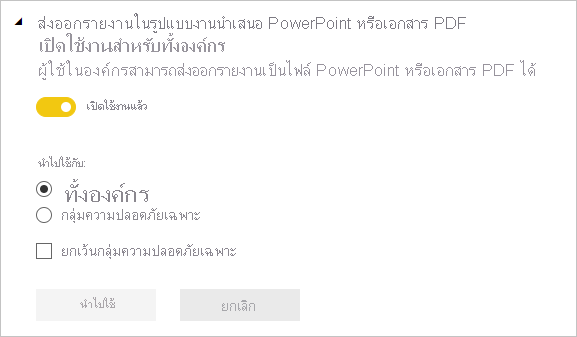 ส่งออกรายงานในรูปแบบงานนำเสนอ PowerPoint หรือเอกสาร PDF
เปิดใช้งานสำหรับทั้งองค์กร
ผู้ใช้ในองค์กรสามารถส่งออกรายงานเป็นไฟล์ PowerPoint หรือเอกสาร PDF ได้
เปิดใช้งานแล้ว
นำไปใช้กับ:
ทั้งองค์กร
กลุ่มความปลอดภัยเฉพาะ
ยกเว้นกลุ่มความปลอดภัยเฉพาะ
นำไปใช้
ยกเลิก